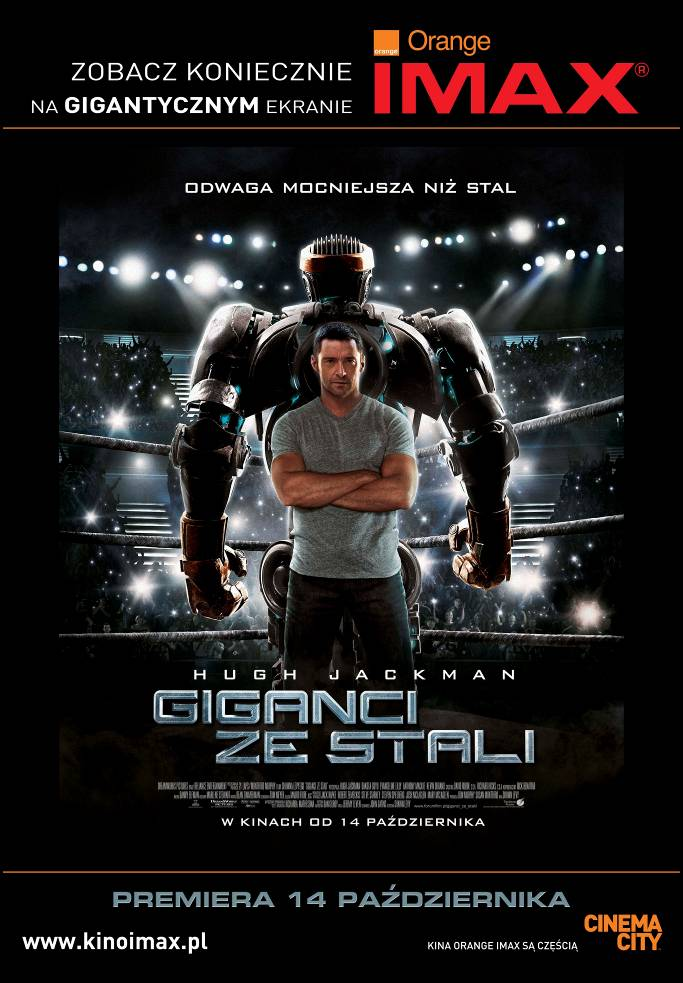 orange
Orange
ZOBACZ KONIECZNIE
NA GIGANTYCZNYM EKRANIE
IMAX®
ODWAGA MOCNIEJSZA NIŻ STAL
HUGH JACKMAN
GIGANCI
ZE STALI
W KINACH OD 14 PAŹDZIERNIKA
PREMIERA 14 PAŹDZIERNIKA
www.kinoimax.pl
KINA ORANGE IMAX SĄ CZĘŚCIĄ
CINEMA
CITY